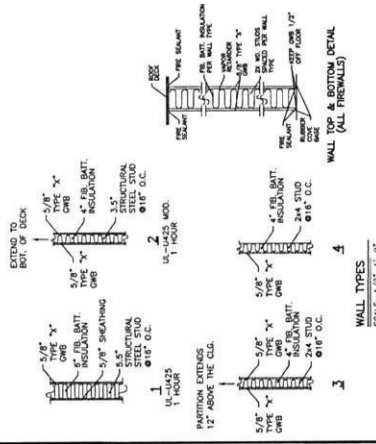 5/8"
TYPE "X"
GWB
6" FIB. BATT.
INSULATION
5/8" SHEATHING
5.5"
STRUCTURAL
STEEL STUD
@16" O.C.
1
UL-U425
1 HOUR
EXTEND TO
BOT. OF DECK
5/8"
TYPE "X"
GWB
5/8"
TYPE "X"
GWB
4" FIB. BATT.
INSULATION
3.5"
STRUCTURAL
STEEL STUD
@16" O.C.
2
UL-U425 MOD.
1 HOUR
PARTITION EXTENDS
12" ABOVE THE CLG.
5/8"
TYPE "X"
GWB
5/8"
TYPE "X"
GWB
4" FIB. BATT.
INSULATION
2x4 STUD
@16" O.C.
3
5/8"
TYPE "X"
GWB
4" FIB. BATT.
INSULATION
2x4 STUD
@16" O.C.
4
WALL TYPES
ROOF
DECK
FIRE
SEALANT
FIRE SEALANT
FIB. BATT. INSULATION
PER WALL
TYPE
VAPOR
RETARDER
5/8" TYPE "X"
GWB
2X WD. STUDS
SPACED PER WALL
TYPE
FIRE
SEALANT
RUBBER
COVE
BASE
KEEP GWB 1/2"
OFF FLOOR
WALL TOP & BOTTOM DETAIL
(ALL FIREWALLS)